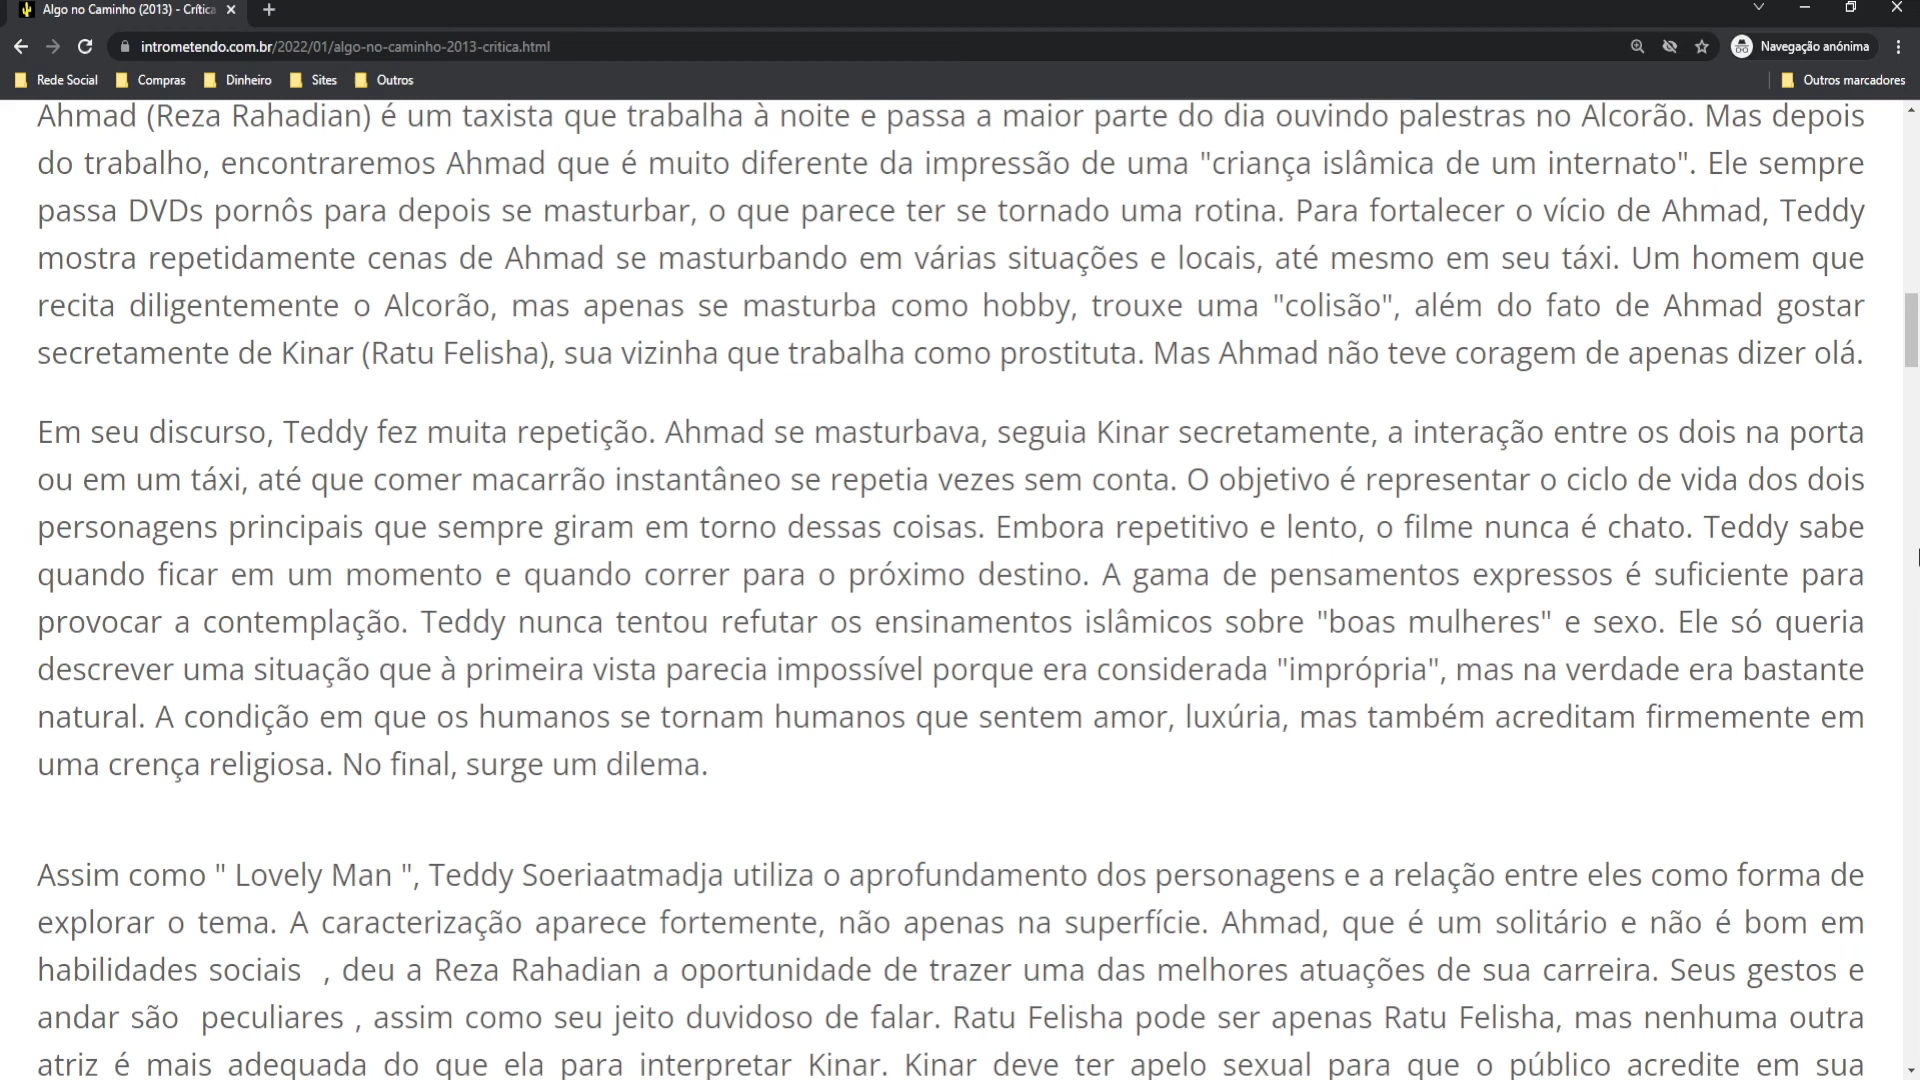 Algo no Caminho (2013) - Crítica
intrometendo.com.br/2022/01/algo-no-caminho-2013-critica.html
Navegação anónima
Rede Social
Compras
Dinheiro
Sites
Outros
Outros marcadores
Ahmad (Reza Rahadian) é um taxista que trabalha à noite e passa a maior parte do dia ouvindo palestras no Alcorão. Mas depois
do trabalho, encontraremos Ahmad que é muito diferente da impressão de uma "criança islâmica de um internato". Ele sempre
passa DVDs pornôs para depois se masturbar, o que parece ter se tornado uma rotina. Para fortalecer o vício de Ahmad, Teddy
mostra repetidamente cenas de Ahmad se masturbando em várias situações e locais, até mesmo em seu táxi. Um homem que
recita diligentemente o Alcorão, mas apenas se masturba como hobby, trouxe uma "colisão", além do fato de Ahmad gostar
secretamente de Kinar (Ratu Felisha), sua vizinha que trabalha como prostituta. Mas Ahmad não teve coragem de apenas dizer olá.
Em seu discurso, Teddy fez muita repetição. Ahmad se masturbava, seguia Kinar secretamente, a interação entre os dois na porta
ou em um táxi, até que comer macarrão instantâneo se repetia vezes sem conta. O objetivo é representar o ciclo de vida dos dois
personagens principais que sempre giram em torno dessas coisas. Embora repetitivo e lento, o filme nunca é chato. Teddy sabe
quando ficar em um momento e quando correr para o próximo destino. A gama de pensamentos expressos é suficiente para
provocar a contemplação. Teddy nunca tentou refutar os ensinamentos islâmicos sobre "boas mulheres" e sexo. Ele só queria
descrever uma situação que à primeira vista parecia impossível porque era considerada "imprópria", mas na verdade era bastante
natural. A condição em que os humanos se tornam humanos que sentem amor, luxúria, mas também acreditam firmemente em
uma crença religiosa. No final, surge um dilema.
Assim como " Lovely Man ", Teddy Soeriaatmadja utiliza o aprofundamento dos personagens e a relação entre eles como forma de
explorar o tema. A caracterização aparece fortemente, não apenas na superfície. Ahmad, que é um solitário e não é bom em
habilidades sociais , deu a Reza Rahadian a oportunidade de trazer uma das melhores atuações de sua carreira. Seus gestos e
andar são peculiares , assim como seu jeito duvidoso de falar. Ratu Felisha pode ser apenas Ratu Felisha, mas nenhuma outra
atriz é mais adequada do que ela para interpretar Kinar. Kinar deve ter apelo sexual para que o público acredite em sua